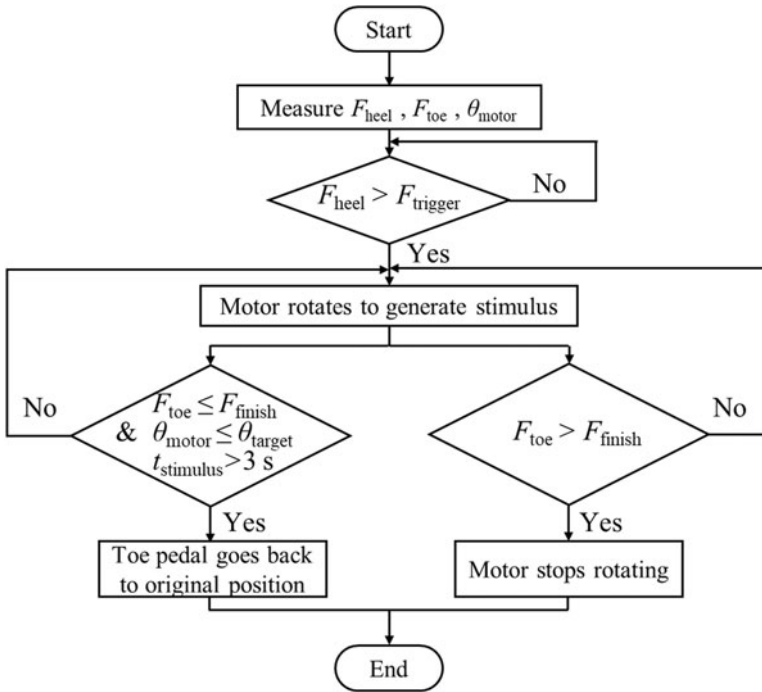 Start
Measure F_heel , F_toe , θ_motor
F_heel > F_trigger
No
Yes
Motor rotates to generate stimulus
No
F_toe ≤ F_finish
& θ_motor ≤ θ_target
t_stimulus >3 s
F_toe > F_finish
No
Yes
Yes
Toe pedal goes back
to original position
Motor stops rotating
End